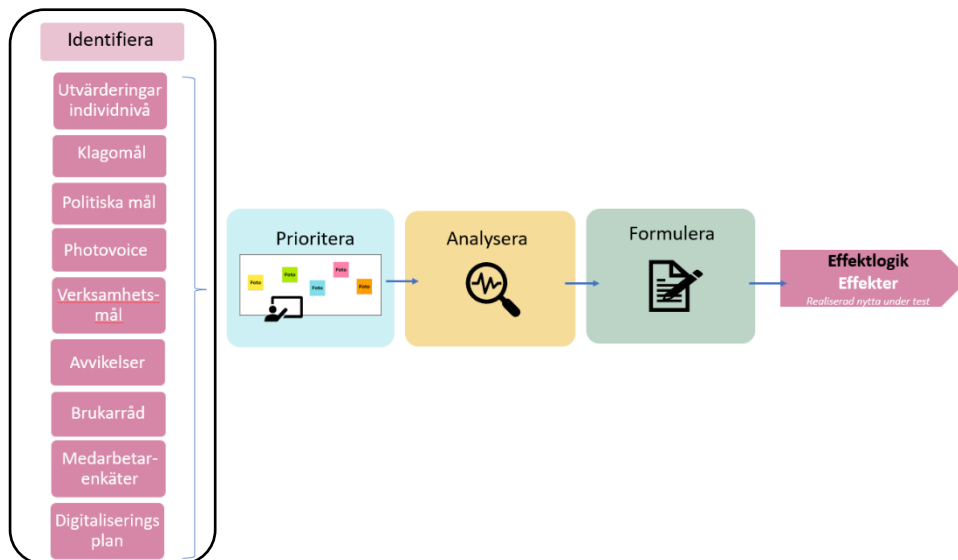 Identifiera
Utvärderingar
individnivå
Klagomål
Politiska mål
Photovoice
Verksamhets-
mål
Avvikelser
Brukarråd
Medarbetar-
enkäter
Digitaliserings
plan
Prioritera
Foto
Foto
Foto
Foto
Foto
Analysera
Formulera
Effektlogik
Effekter
Realiserad nytta under test